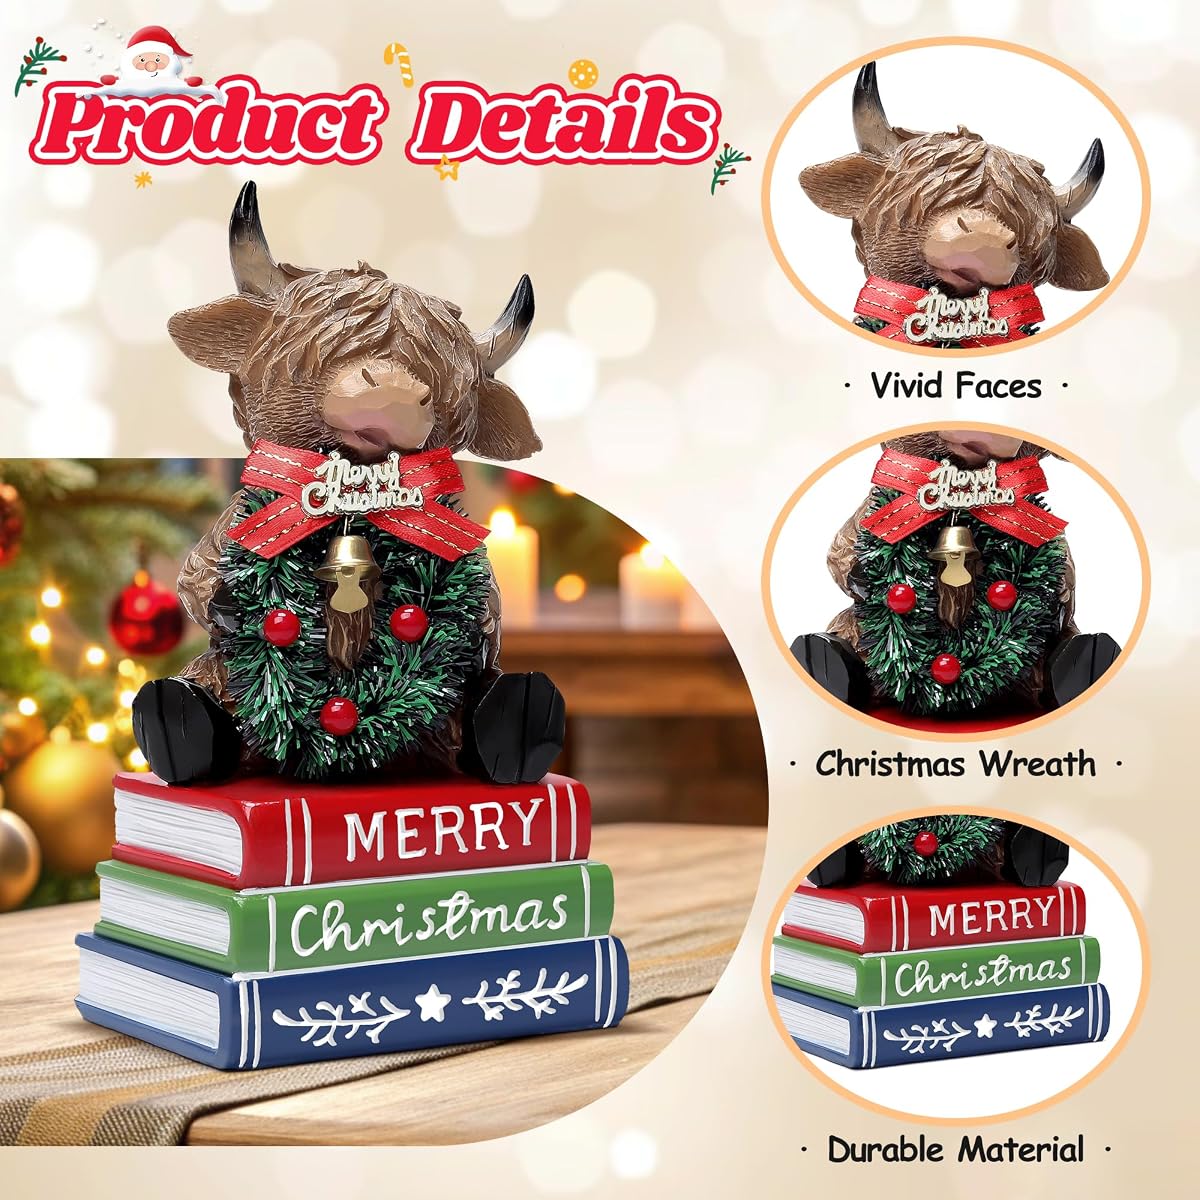 Product Details
Merry
Christmas
MERRY
Christmas
Merry
Christmas
· Vivid Faces ·
Merry
Christmas
· Christmas Wreath ·
MERRY
Christmas
· Durable Material ·